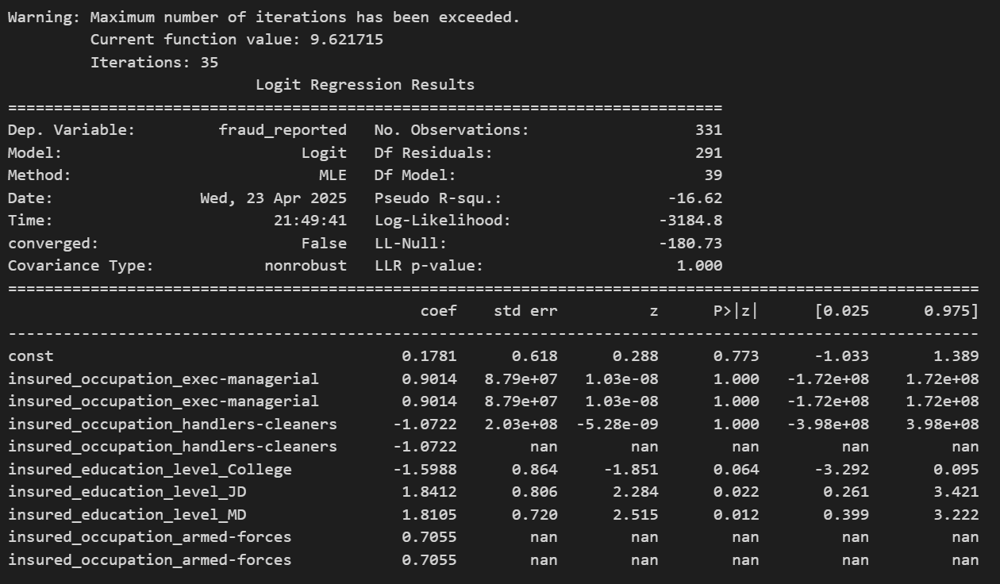 Warning: Maximum number of iterations has been exceeded.
         Current function value: 9.621715
         Iterations: 35
                           Logit Regression Results
==============================================================================
Dep. Variable:         fraud_reported   No. Observations:                  331
Model:                          Logit   Df Residuals:                      291
Method:                           MLE   Df Model:                           39
Date:                Wed, 23 Apr 2025   Pseudo R-squ.:                  -16.62
Time:                        21:49:41   Log-Likelihood:                -3184.8
converged:                      False   LL-Null:                       -180.73
Covariance Type:            nonrobust   LLR p-value:                     1.000
==========================================================================================================
                                             coef    std err          z      P>|z|      [0.025      0.975]
----------------------------------------------------------------------------------------------------------
const                                      0.1781      0.618      0.288      0.773      -1.033       1.389
insured_occupation_exec-managerial         0.9014   8.79e+07   1.03e-08      1.000   -1.72e+08    1.72e+08
insured_occupation_exec-managerial         0.9014   8.79e+07   1.03e-08      1.000   -1.72e+08    1.72e+08
insured_occupation_handlers-cleaners      -1.0722   2.03e+08  -5.28e-09      1.000   -3.98e+08    3.98e+08
insured_occupation_handlers-cleaners      -1.0722        nan        nan        nan         nan         nan
insured_education_level_College           -1.5988      0.864     -1.851      0.064      -3.292       0.095
insured_education_level_JD                 1.8412      0.806      2.284      0.022       0.261       3.421
insured_education_level_MD                 1.8105      0.720      2.515      0.012       0.399       3.222
insured_occupation_armed-forces            0.7055        nan        nan        nan         nan         nan
insured_occupation_armed-forces            0.7055        nan        nan        nan         nan         nan